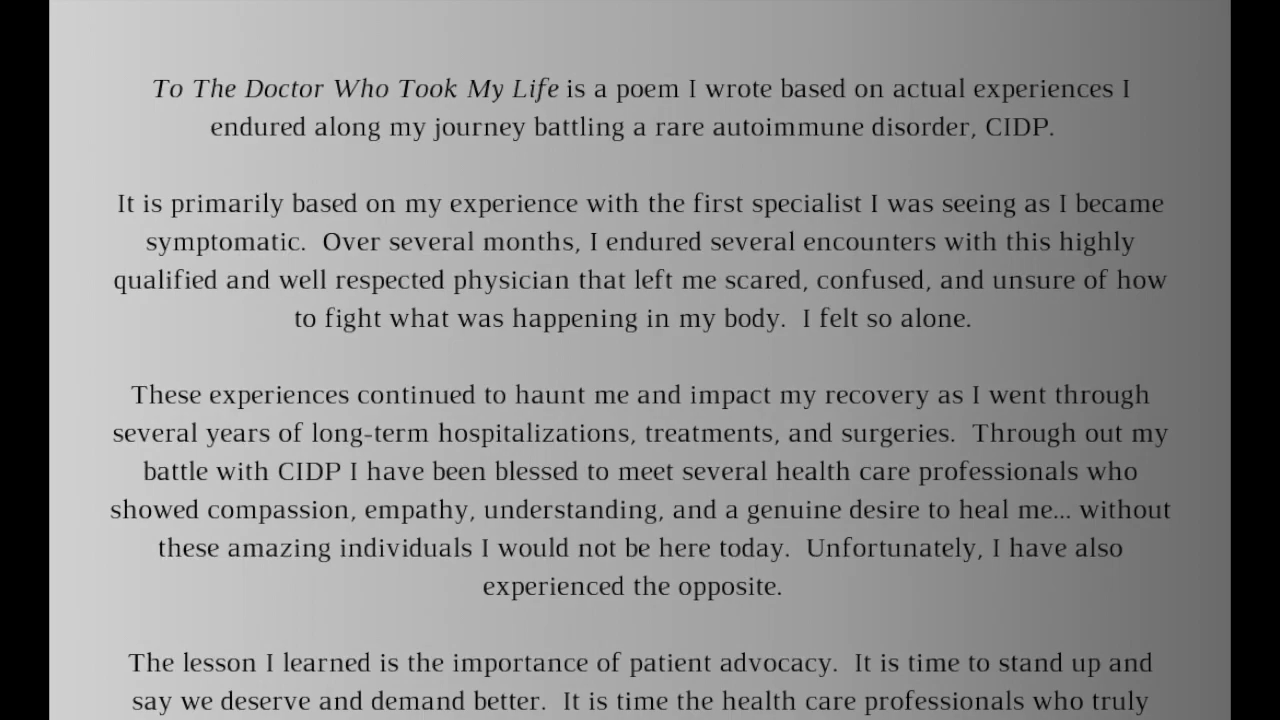 To The Doctor Who Took My Life is a poem I wrote based on actual experiences I
endured along my journey battling a rare autoimmune disorder, CIDP.
It is primarily based on my experience with the first specialist I was seeing as I became
symptomatic.  Over several months, I endured several encounters with this highly
qualified and well respected physician that left me scared, confused, and unsure of how
to fight what was happening in my body.  I felt so alone.
These experiences continued to haunt me and impact my recovery as I went through
several years of long-term hospitalizations, treatments, and surgeries.  Through out my
battle with CIDP I have been blessed to meet several health care professionals who
showed compassion, empathy, understanding, and a genuine desire to heal me... without
these amazing individuals I would not be here today.  Unfortunately, I have also
experienced the opposite.
The lesson I learned is the importance of patient advocacy.  It is time to stand up and
say we deserve and demand better.  It is time the health care professionals who truly